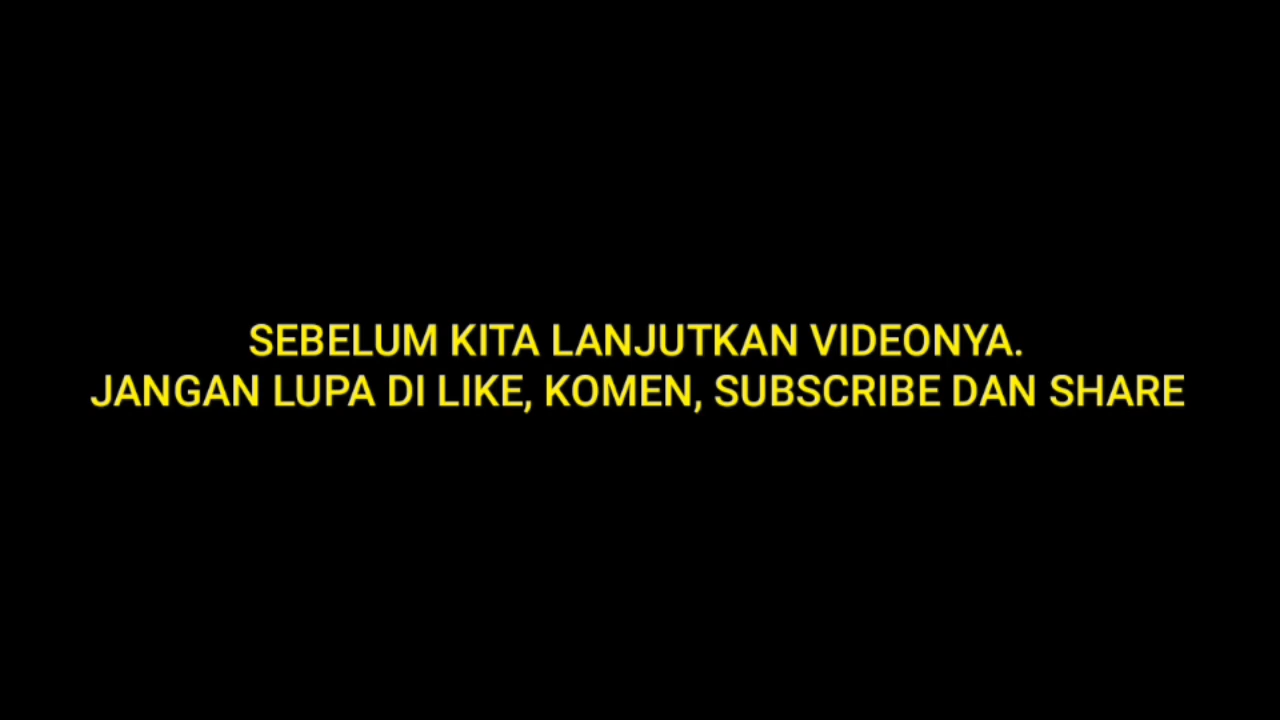 SEBELUM KITA LANJUTKAN VIDEONYA.
JANGAN LUPA DI LIKE, KOMEN, SUBSCRIBE DAN SHARE